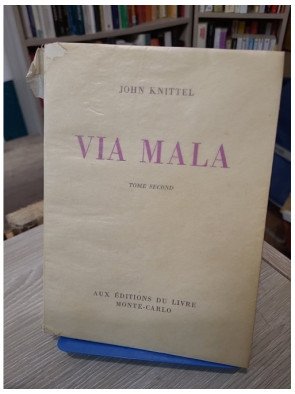 JOHN KNITTEL
VIA MALA
TOME SECOND
AUX ÉDITIONS DU LIVRE
MONTE-CARLO